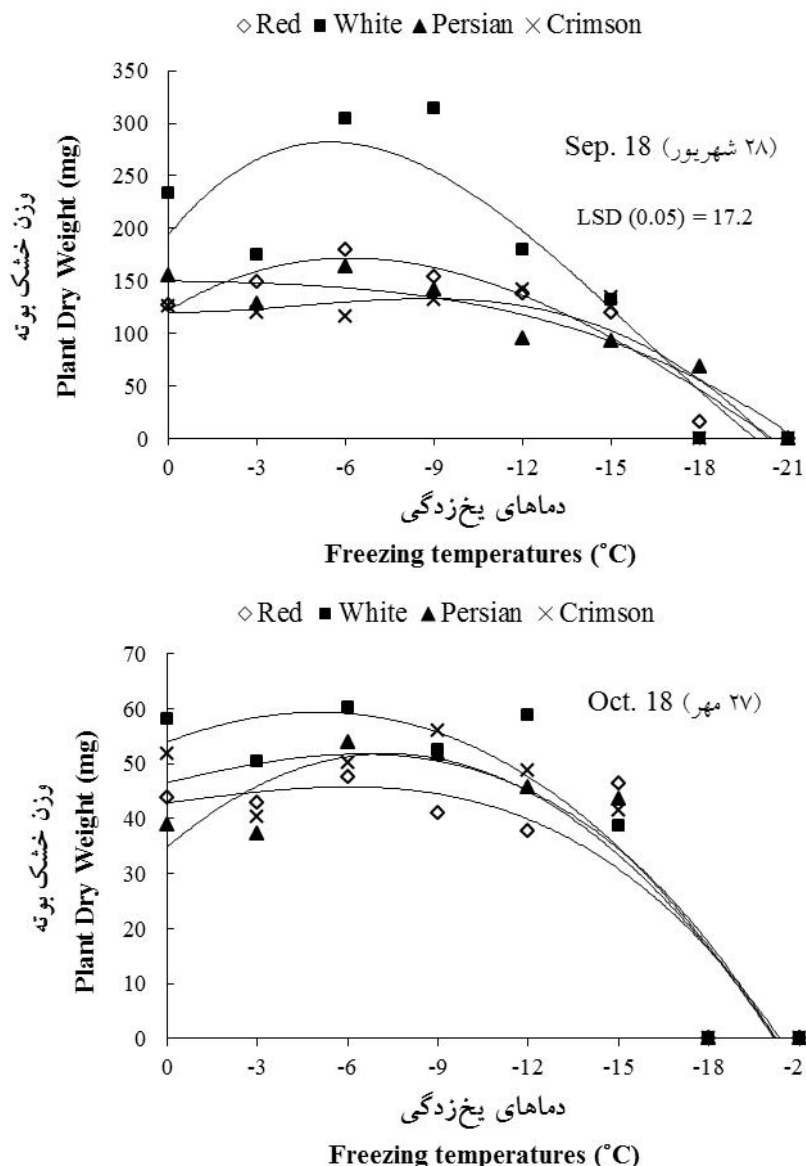 ◇ Red ■ White ▲ Persian × Crimson
350
300
250
200
150
100
50
0
وزن خشک بوته
Plant Dry Weight (mg)
Sep. 18 (۲۸ شهریور)
LSD (0.05) = 17.2
0 -3 -6 -9 -12 -15 -18 -21
دماهای یخ‌زدگی
Freezing temperatures (˚C)
◇ Red ■ White ▲ Persian × Crimson
70
60
50
40
30
20
10
0
وزن خشک بوته
Plant Dry Weight (mg)
Oct. 18 (۲۷ مهر)
0 -3 -6 -9 -12 -15 -18 -2
دماهای یخ‌زدگی
Freezing temperatures (˚C)